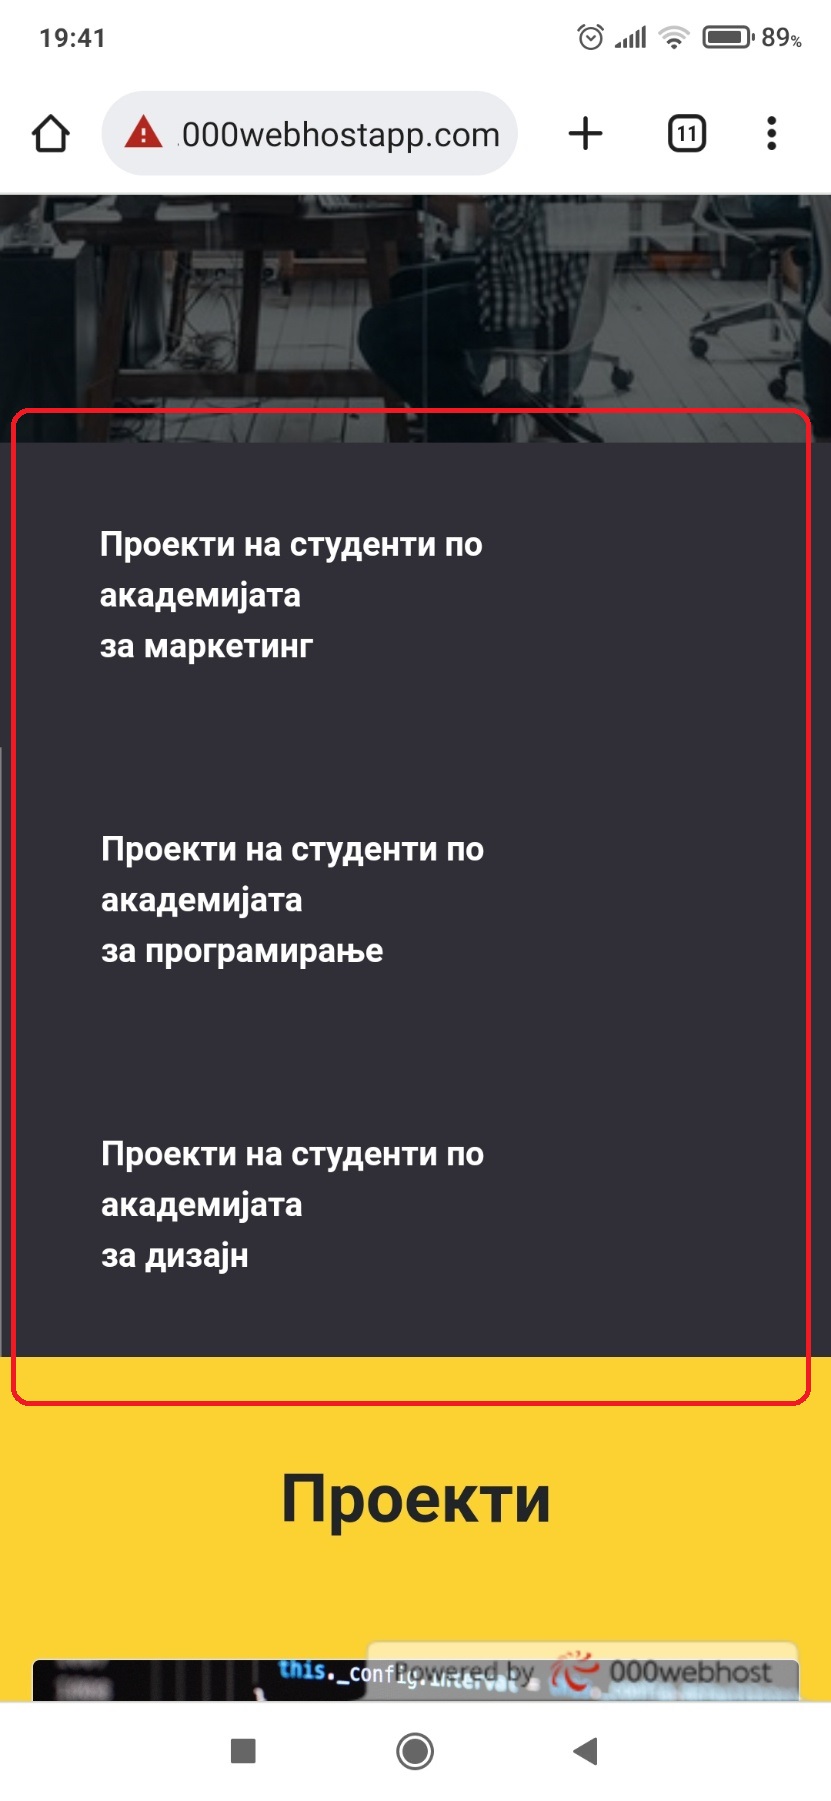 19:41
89%
.000webhostapp.com
11
Проекти на студенти по
академијата
за маркетинг
Проекти на студенти по
академијата
за програмирање
Проекти на студенти по
академијата
за дизајн
Проекти
this._config.interval =
Powered by 000webhost